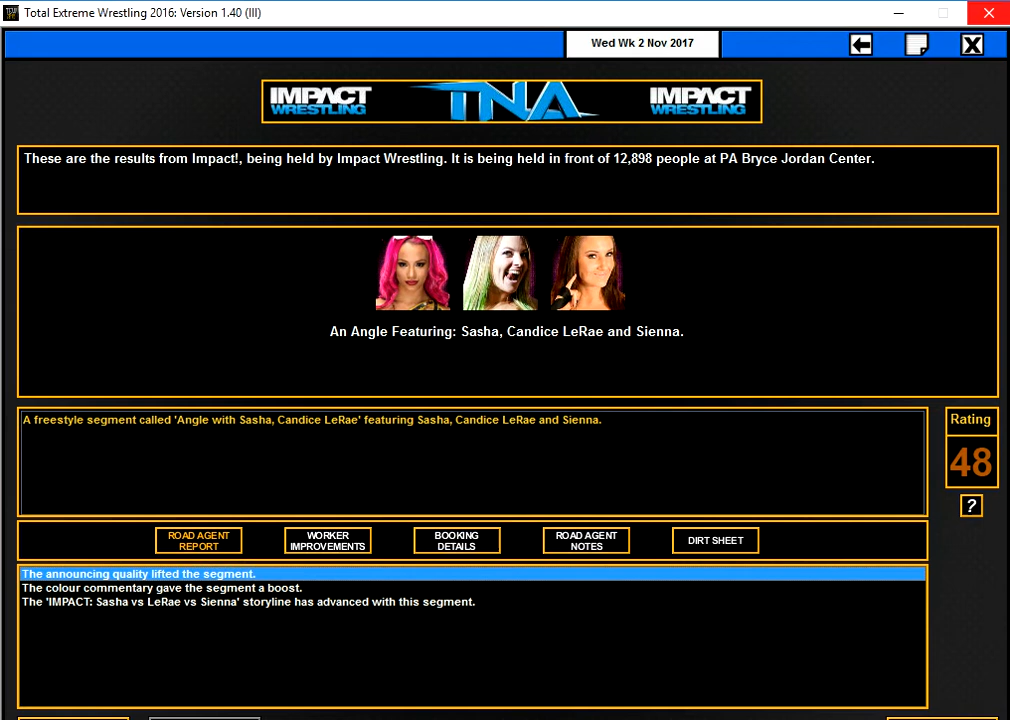 Total Extreme Wrestling 2016: Version 1.40 (III)
Wed Wk 2 Nov 2017
IMPACT WRESTLING TNA IMPACT WRESTLING
These are the results from Impact!, being held by Impact Wrestling. It is being held in front of 12,898 people at PA Bryce Jordan Center.
An Angle Featuring: Sasha, Candice LeRae and Sienna.
A freestyle segment called 'Angle with Sasha, Candice LeRae' featuring Sasha, Candice LeRae and Sienna.
Rating
48
?
ROAD AGENT REPORT
WORKER IMPROVEMENTS
BOOKING DETAILS
ROAD AGENT NOTES
DIRT SHEET
The announcing quality lifted the segment.
The colour commentary gave the segment a boost.
The 'IMPACT: Sasha vs LeRae vs Sienna' storyline has advanced with this segment.